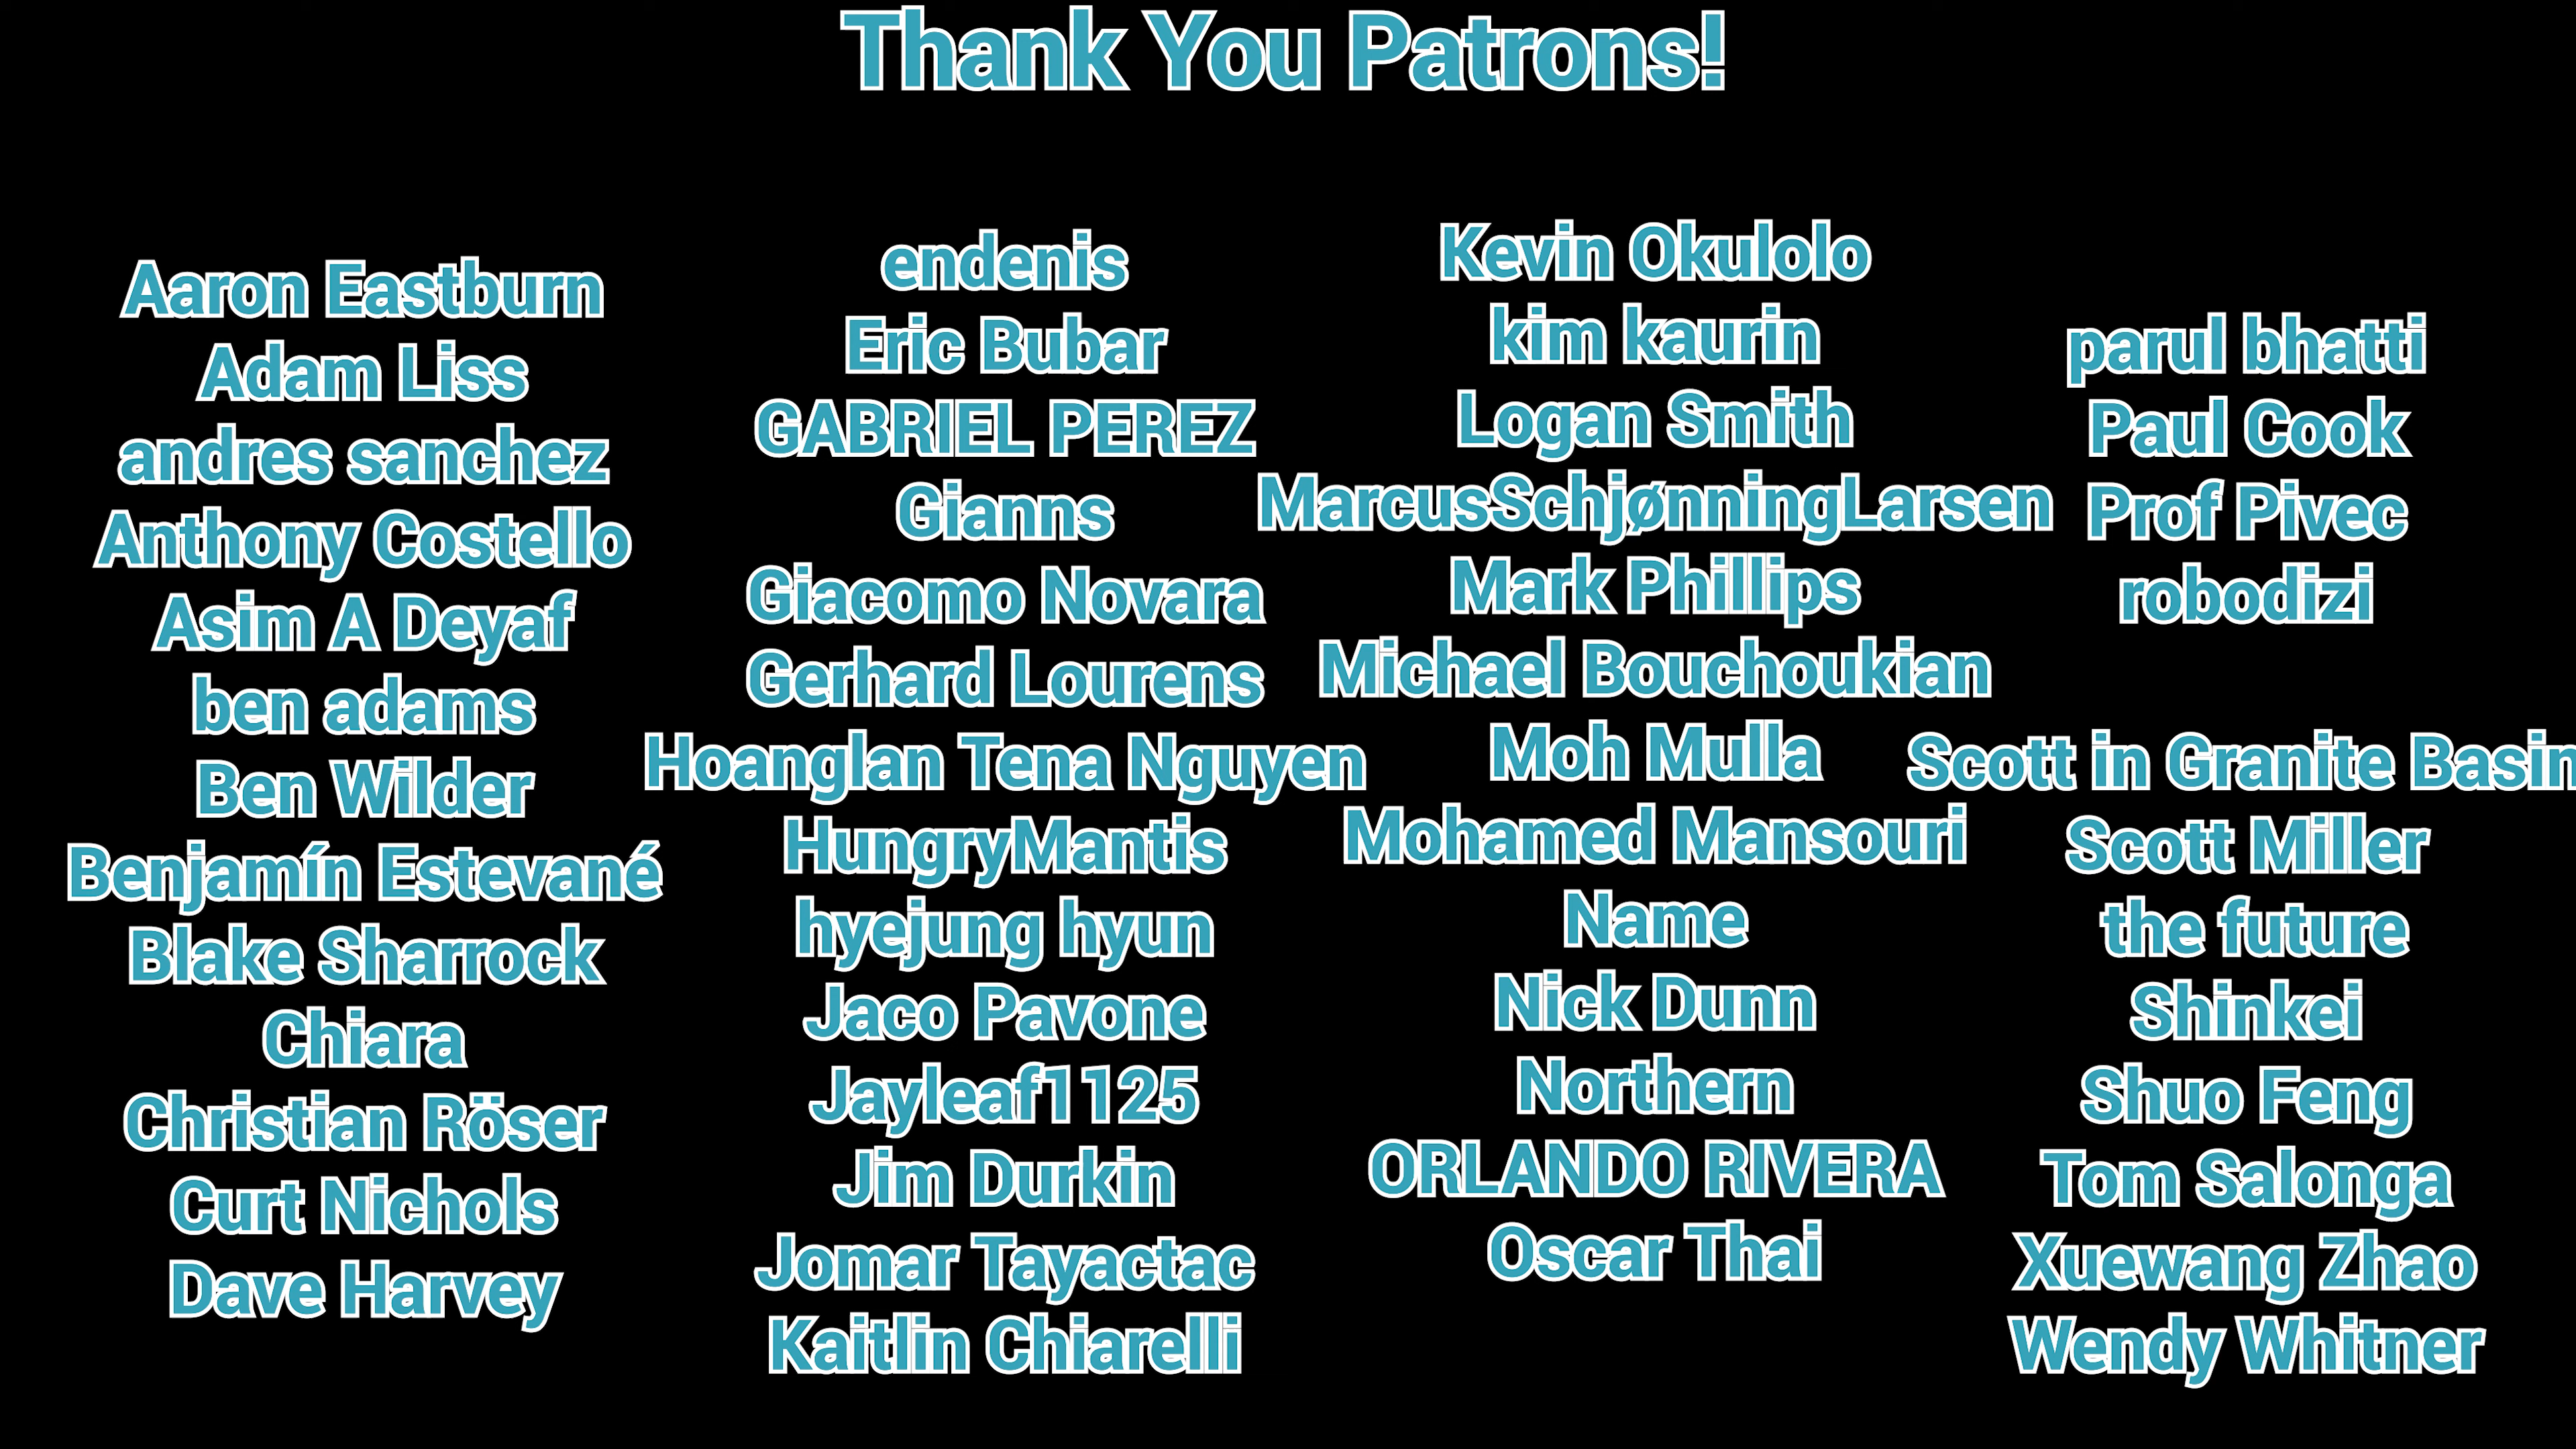 Thank You Patrons!
Aaron Eastburn
Adam Liss
andres sanchez
Anthony Costello
Asim A Deyaf
ben adams
Ben Wilder
Benjamín Estevané
Blake Sharrock
Chiara
Christian Röser
Curt Nichols
Dave Harvey
endenis
Eric Bubar
GABRIEL PEREZ
Gianns
Giacomo Novara
Gerhard Lourens
Hoanglan Tena Nguyen
HungryMantis
hyejung hyun
Jaco Pavone
Jayleaf1125
Jim Durkin
Jomar Tayactac
Kaitlin Chiarelli
Kevin Okulolo
kim kaurin
Logan Smith
MarcusSchjønningLarsen
Mark Phillips
Michael Bouchoukian
Moh Mulla
Mohamed Mansouri
Name
Nick Dunn
Northern
ORLANDO RIVERA
Oscar Thai
parul bhatti
Paul Cook
Prof Pivec
robodizi
Scott in Granite Basin
Scott Miller
the future
Shinkei
Shuo Feng
Tom Salonga
Xuewang Zhao
Wendy Whitner